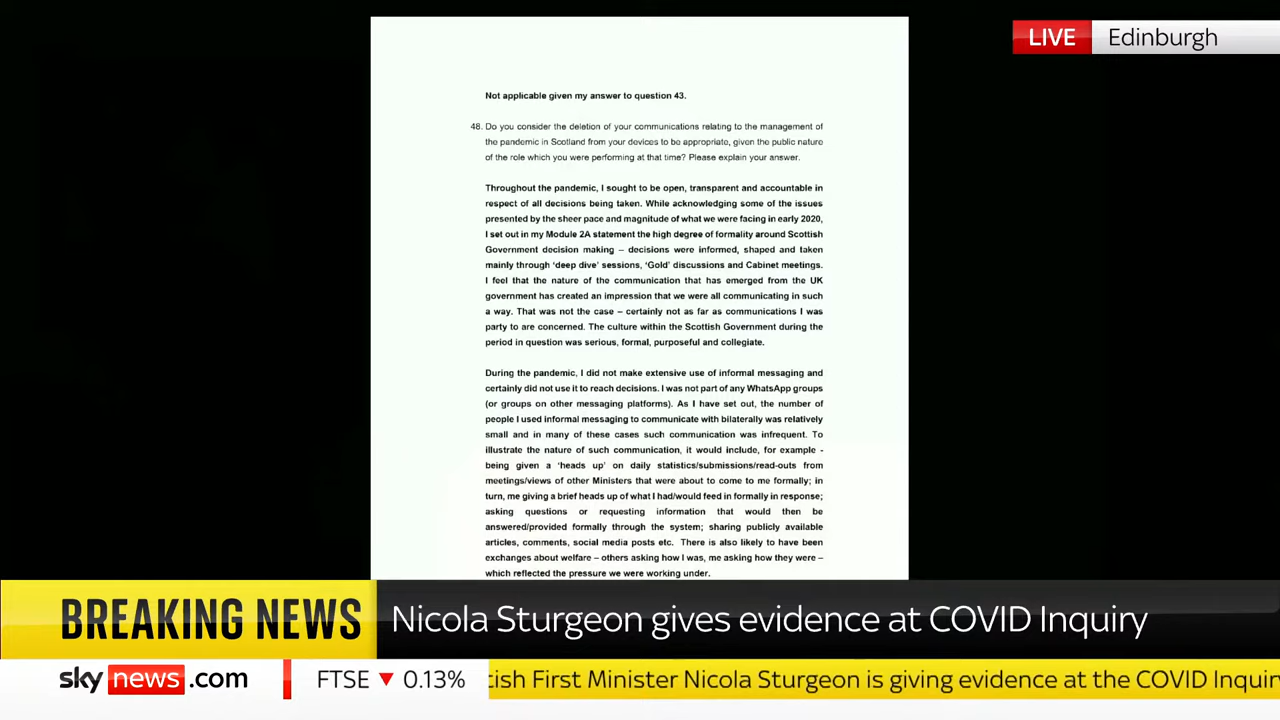 LIVE Edinburgh
Not applicable given my answer to question 43.
48. Do you consider the deletion of your communications relating to the management of
the pandemic in Scotland from your devices to be appropriate, given the public nature
of the role which you were performing at that time? Please explain your answer.
Throughout the pandemic, I sought to be open, transparent and accountable in
respect of all decisions being taken. While acknowledging some of the issues
presented by the sheer pace and magnitude of what we were facing in early 2020,
I set out in my Module 2A statement the high degree of formality around Scottish
Government decision making – decisions were informed, shaped and taken
mainly through ‘deep dive’ sessions, ‘Gold’ discussions and Cabinet meetings.
I feel that the nature of the communication that has emerged from the UK
government has created an impression that we were all communicating in such
a way. That was not the case – certainly not as far as communications I was
party to are concerned. The culture within the Scottish Government during the
period in question was serious, formal, purposeful and collegiate.
During the pandemic, I did not make extensive use of informal messaging and
certainly did not use it to reach decisions. I was not part of any WhatsApp groups
(or groups on other messaging platforms). As I have set out, the number of
people I used informal messaging to communicate with bilaterally was relatively
small and in many of these cases such communication was infrequent. To
illustrate the nature of such communication, it would include, for example -
being given a ‘heads up’ on daily statistics/submissions/read-outs from
meetings/views of other Ministers that were about to come to me formally; in
turn, me giving a brief heads up of what I had/would feed in formally in response;
asking questions or requesting information that would then be
answered/provided formally through the system; sharing publicly available
articles, comments, social media posts etc. There is also likely to have been
exchanges about welfare – others asking how I was, me asking how they were –
which reflected the pressure we were working under.
BREAKING NEWS Nicola Sturgeon gives evidence at COVID Inquiry
sky news .com FTSE ▼ 0.13% tish First Minister Nicola Sturgeon is giving evidence at the COVID Inquiry